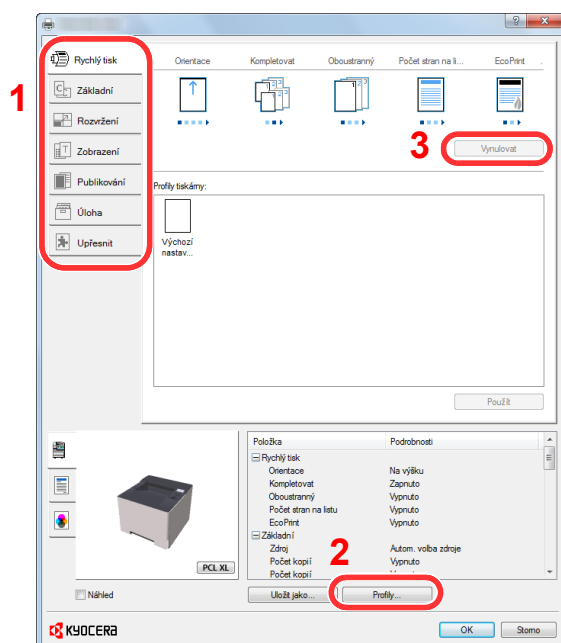 Rychlý tisk
Základní
Rozvržení
Zobrazení
Publikování
Úloha
Upřesnit
1
Orientace
Kompletovat
Oboustranný
Počet stran na li...
EcoPrint
3
Vynulovat
Profily tiskárny:
Výchozí
nastav...
Použít
PCL XL
Náhled
Položka Podrobnosti
Rychlý tisk
Orientace Na výšku
Kompletovat Zapnuto
Oboustranný Vypnuto
Počet stran na listu Vypnuto
EcoPrint Vypnuto
Základní
Zdroj Autom. volba zdroje
Počet kopií Vypnuto
Počet kopií
2
Uložit jako...
Profily...
KYOCERA
OK
Storno